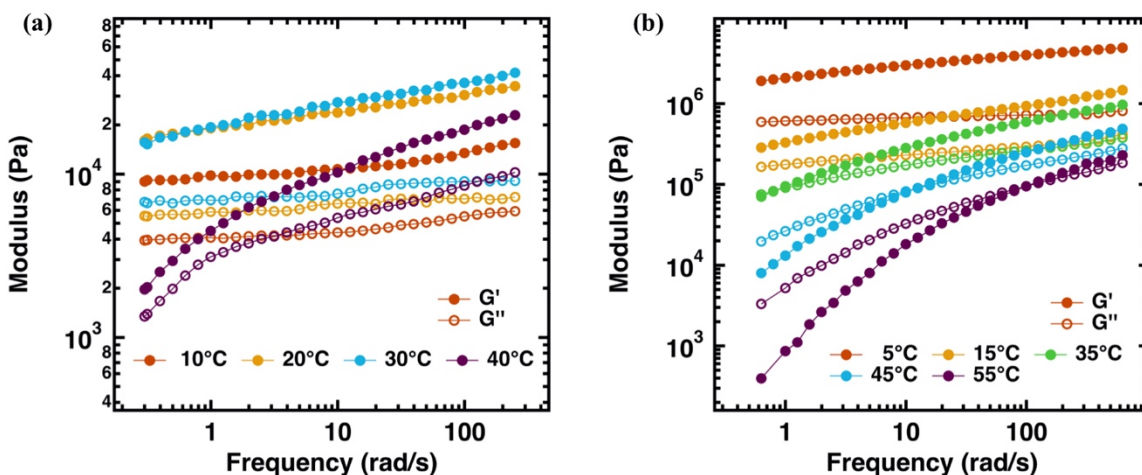 (a)
8
6
4
2
10⁴
8
6
4
2
10³
8
6
4
Modulus (Pa)
G'
G"
10°C 20°C 30°C 40°C
1 10 100
Frequency (rad/s)
(b)
10⁶
10⁵
10⁴
10³
Modulus (Pa)
G'
G"
5°C 15°C 35°C
45°C 55°C
1 10 100
Frequency (rad/s)